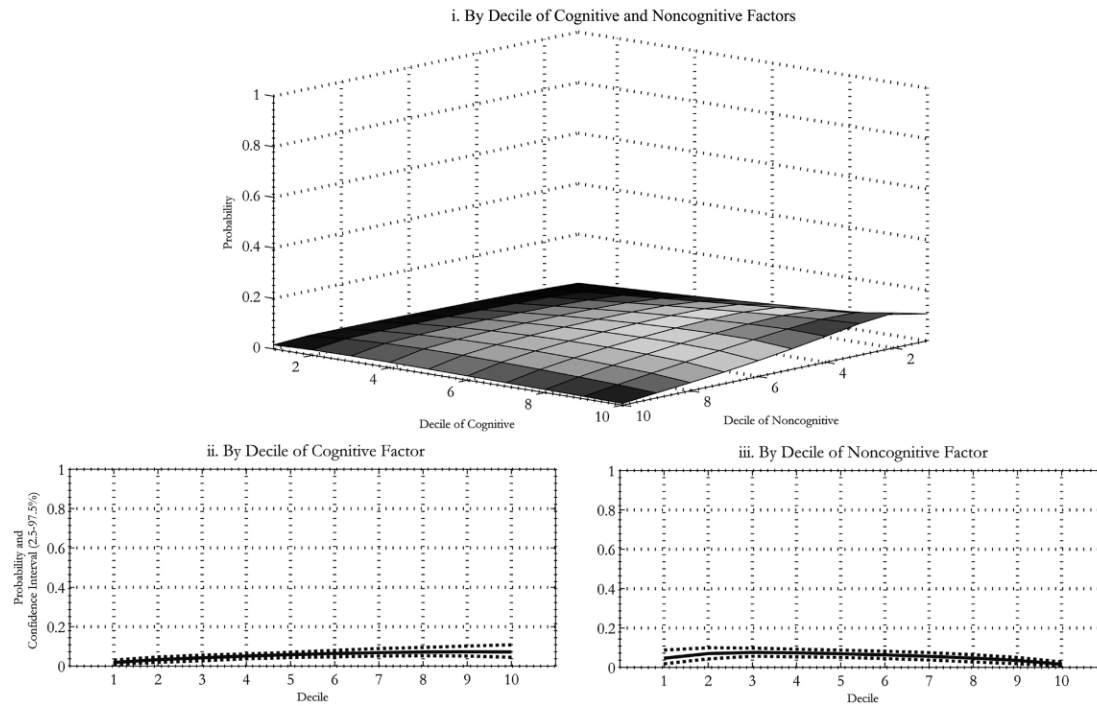 i. By Decile of Cognitive and Noncognitive Factors
1
0.8
0.6
0.4
0.2
0
Probability
2
4
6
8
10
Decile of Cognitive
10
8
6
4
2
Decile of Noncognitive
ii. By Decile of Cognitive Factor
Probability and
Confidence Interval (2.5-97.5%)
1
0.8
0.6
0.4
0.2
0
1 2 3 4 5 6 7 8 9 10
Decile
iii. By Decile of Noncognitive Factor
1
0.8
0.6
0.4
0.2
0
1 2 3 4 5 6 7 8 9 10
Decile